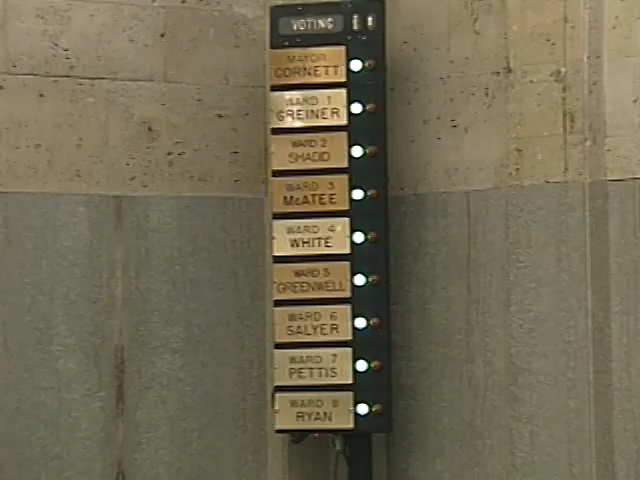 VOTING
MAYOR
CORNETT
WARD 1
GREINER
WARD 2
SHADID
WARD 3
McATEE
WARD 4
WHITE
WARD 5
GREENWELL
WARD 6
SALYER
WARD 7
PETTIS
WARD 8
RYAN